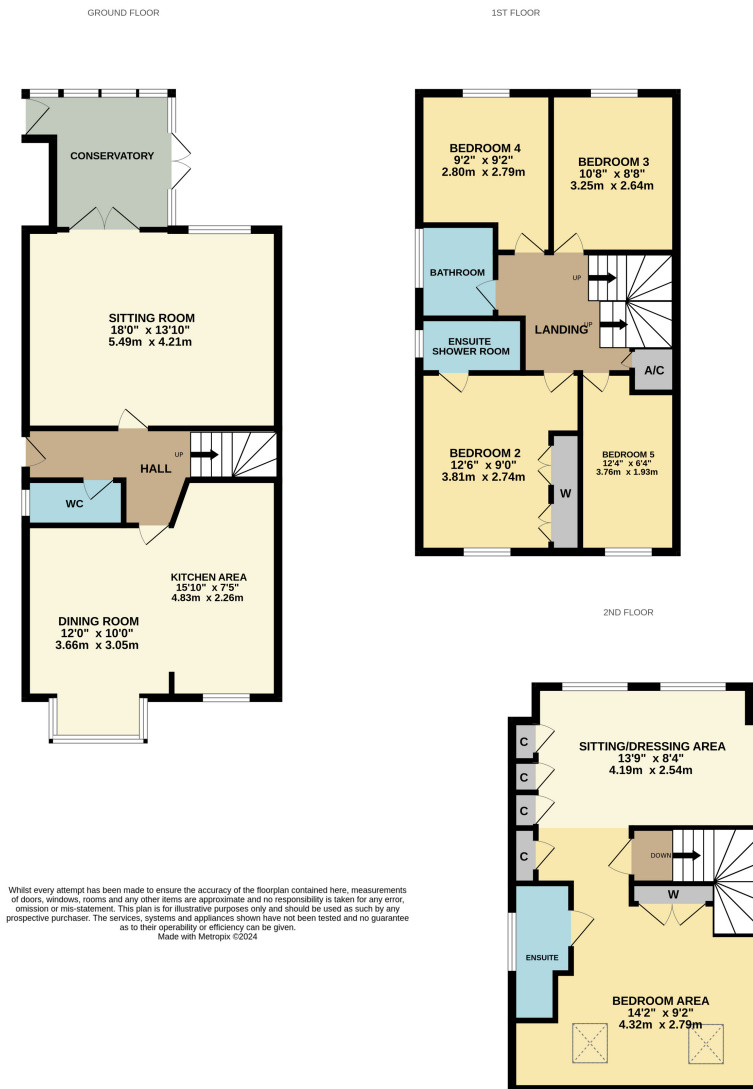 GROUND FLOOR
CONSERVATORY
SITTING ROOM
18'0" x 13'10"
5.49m x 4.21m
UP
HALL
WC
KITCHEN AREA
15'10" x 7'5"
4.83m x 2.26m
DINING ROOM
12'0" x 10'0"
3.66m x 3.05m
1ST FLOOR
BEDROOM 4
9'2" x 9'2"
2.80m x 2.79m
BEDROOM 3
10'8" x 8'8"
3.25m x 2.64m
BATHROOM
UP
UP
LANDING
ENSUITE
SHOWER ROOM
A/C
BEDROOM 2
12'6" x 9'0"
3.81m x 2.74m
W
BEDROOM 5
12'4" x 6'4"
3.76m x 1.93m
2ND FLOOR
SITTING/DRESSING AREA
13'9" x 8'4"
4.19m x 2.54m
C
C
C
C
DOWN
W
ENSUITE
BEDROOM AREA
14'2" x 9'2"
4.32m x 2.79m
Whilst every attempt has been made to ensure the accuracy of the floorplan contained here, measurements
of doors, windows, rooms and any other items are approximate and no responsibility is taken for any error,
omission or mis-statement. This plan is for illustrative purposes only and should be used as such by any
prospective purchaser. The services, systems and appliances shown have not been tested and no guarantee
as to their operability or efficiency can be given.
Made with Metropix ©2024